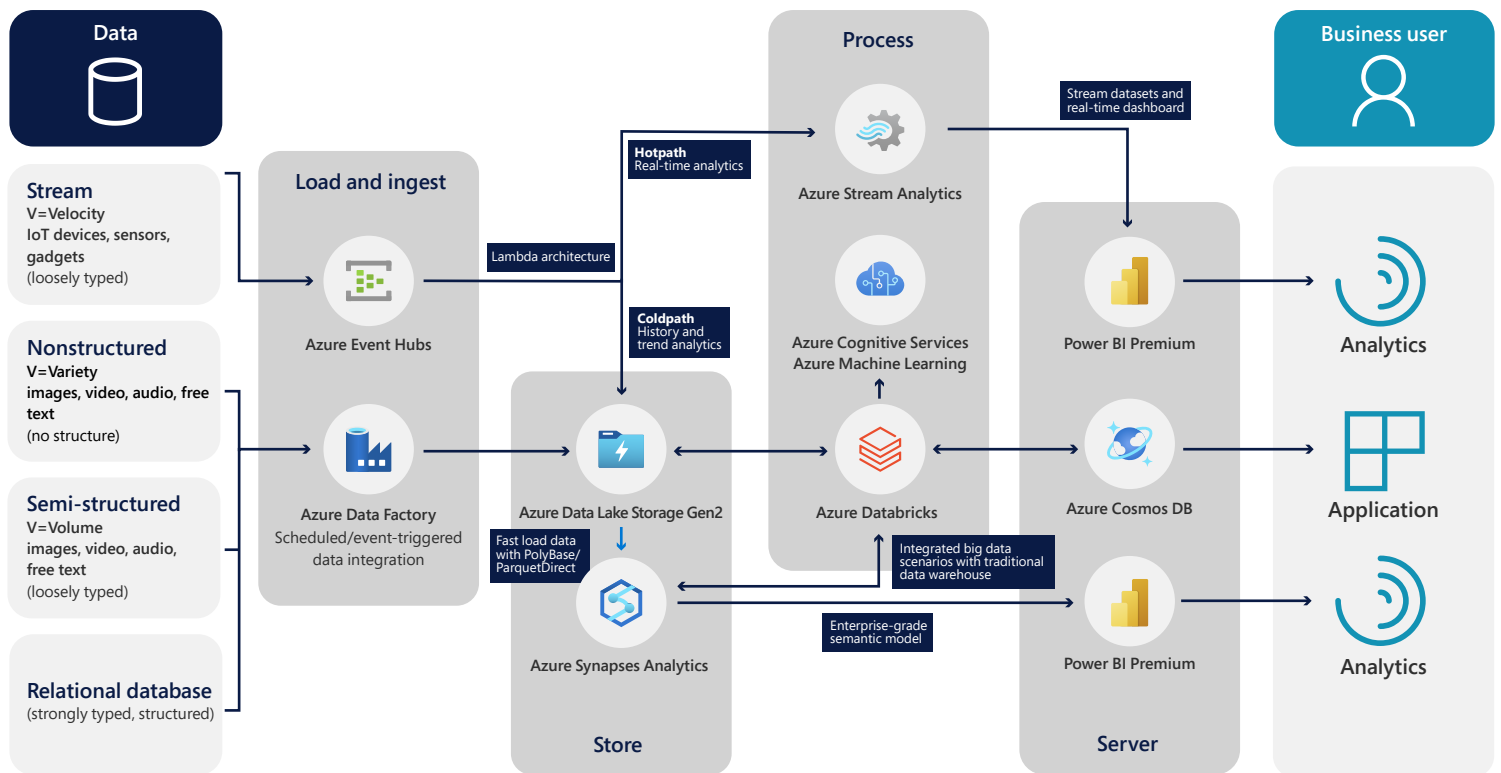 Data
Stream
V=Velocity
IoT devices, sensors,
gadgets
(loosely typed)
Nonstructured
V=Variety
images, video, audio, free
text
(no structure)
Semi-structured
V=Volume
images, video, audio,
free text
(loosely typed)
Relational database
(strongly typed, structured)
Load and ingest
Azure Event Hubs
Azure Data Factory
Scheduled/event-triggered
data integration
Lambda architecture
Hotpath
Real-time analytics
Coldpath
History and
trend analytics
Azure Data Lake Storage Gen2
Fast load data
with PolyBase/
ParquetDirect
Azure Synapses Analytics
Store
Process
Azure Stream Analytics
Azure Cognitive Services
Azure Machine Learning
Azure Databricks
Integrated big data
scenarios with traditional
data warehouse
Enterprise-grade
semantic model
Stream datasets and
real-time dashboard
Power BI Premium
Azure Cosmos DB
Power BI Premium
Server
Business user
Analytics
Application
Analytics